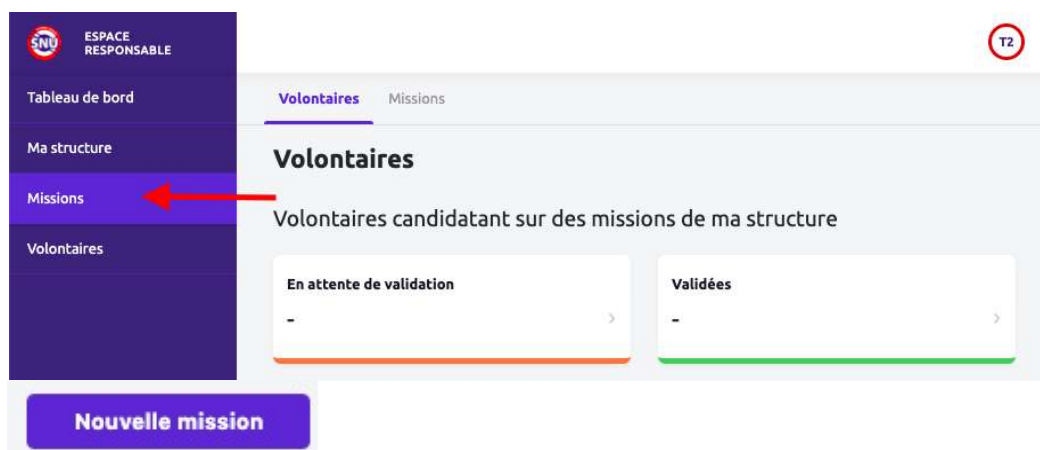 SNU
ESPACE
RESPONSABLE
T2
Tableau de bord
Volontaires Missions
Ma structure
Volontaires
Missions
Volontaires candidatant sur des missions de ma structure
Volontaires
En attente de validation
Validées
-
-
Nouvelle mission